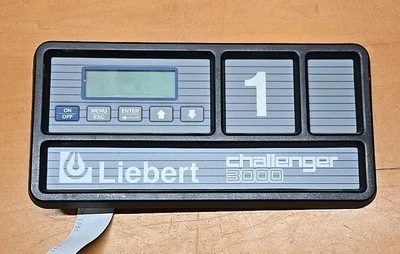 1
ON
OFF
MENU
ESC
ENTER
Liebert
challenger
3000